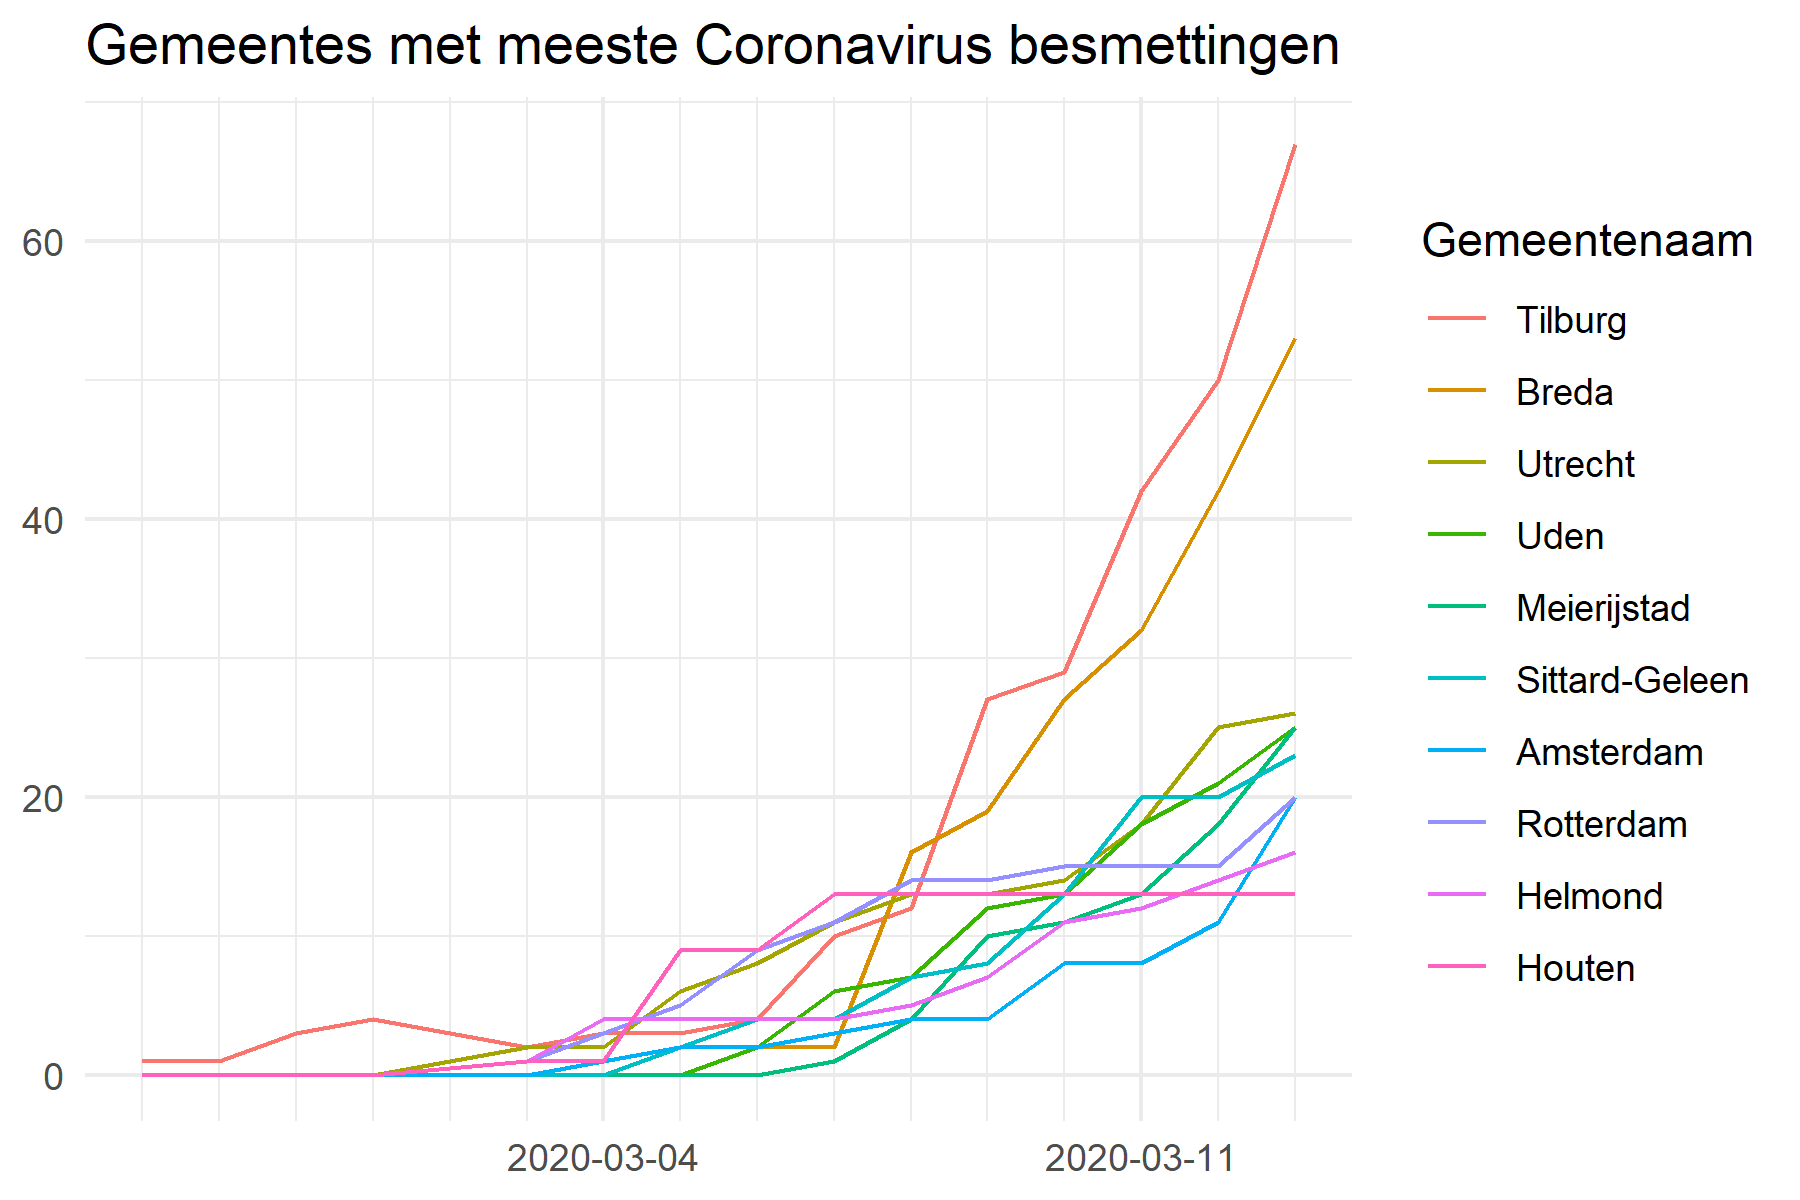 Gemeentes met meeste Coronavirus besmettingen
60
40
20
0
2020-03-04
2020-03-11
Gemeentenaam
Tilburg
Breda
Utrecht
Uden
Meierijstad
Sittard-Geleen
Amsterdam
Rotterdam
Helmond
Houten